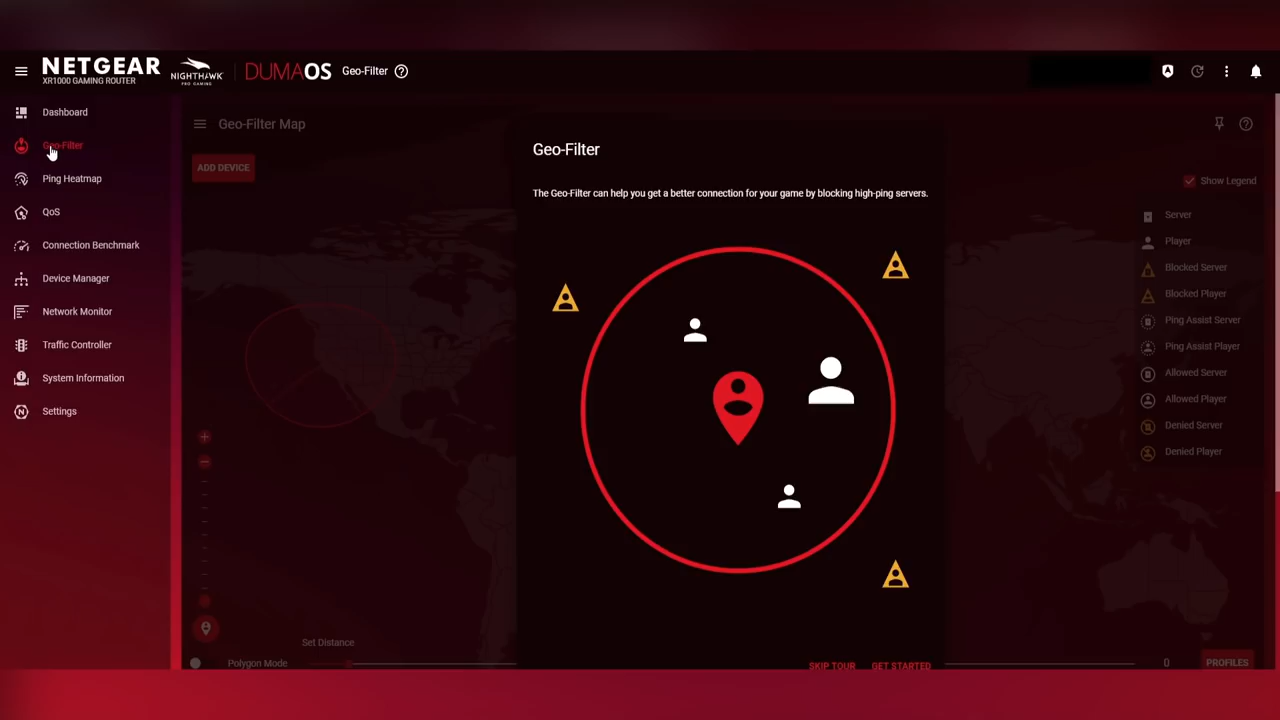 NETGEAR
XR1000 GAMING ROUTER
NIGHTHAWK
PRO GAMING
DUMAOS
Geo-Filter
Dashboard
Geo-Filter
Ping Heatmap
QoS
Connection Benchmark
Device Manager
Network Monitor
Traffic Controller
System Information
Settings
Geo-Filter Map
ADD DEVICE
Geo-Filter
The Geo-Filter can help you get a better connection for your game by blocking high-ping servers.
SKIP TOUR
GET STARTED
Show Legend
Server
Player
Blocked Server
Blocked Player
Ping Assist Server
Ping Assist Player
Allowed Server
Allowed Player
Denied Server
Denied Player
Set Distance
Polygon Mode
0
PROFILES